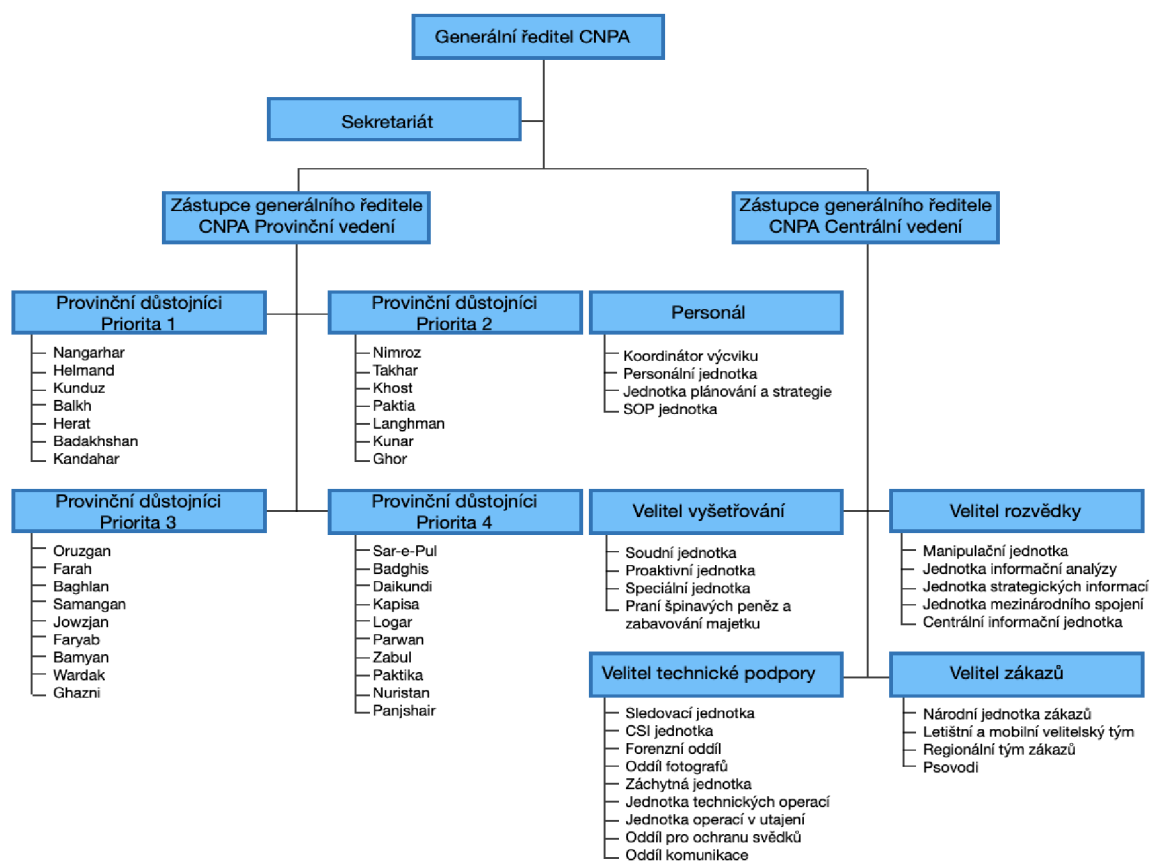 Generální ředitel CNPA
Sekretariát
Zástupce generálního ředitele
CNPA Provinční vedení
Zástupce generálního ředitele
CNPA Centrální vedení
Provinční důstojníci
Priorita 1
Nangarhar
Helmand
Kunduz
Balkh
Herat
Badakhshan
Kandahar
Provinční důstojníci
Priorita 2
Nimroz
Takhar
Khost
Paktia
Langhman
Kunar
Ghor
Personál
Koordinátor výcviku
Personální jednotka
Jednotka plánování a strategie
SOP jednotka
Provinční důstojníci
Priorita 3
Oruzgan
Farah
Baghlan
Samangan
Jowzjan
Faryab
Bamyan
Wardak
Ghazni
Provinční důstojníci
Priorita 4
Sar-e-Pul
Badghis
Daikundi
Kapisa
Logar
Parwan
Zabul
Paktika
Nuristan
Panjshair
Velitel vyšetřování
Soudní jednotka
Proaktivní jednotka
Speciální jednotka
Praní špinavých peněz a
zabavování majetku
Velitel rozvědky
Manipulační jednotka
Jednotka informační analýzy
Jednotka strategických informací
Jednotka mezinárodního spojení
Centrální informační jednotka
Velitel technické podpory
Sledovací jednotka
CSI jednotka
Forenzní oddíl
Oddíl fotografů
Záchytná jednotka
Jednotka technických operací
Jednotka operací v utajení
Oddíl pro ochranu svědků
Oddíl komunikace
Velitel zákazů
Národní jednotka zákazů
Letištní a mobilní velitelský tým
Regionální tým zákazů
Psovodi